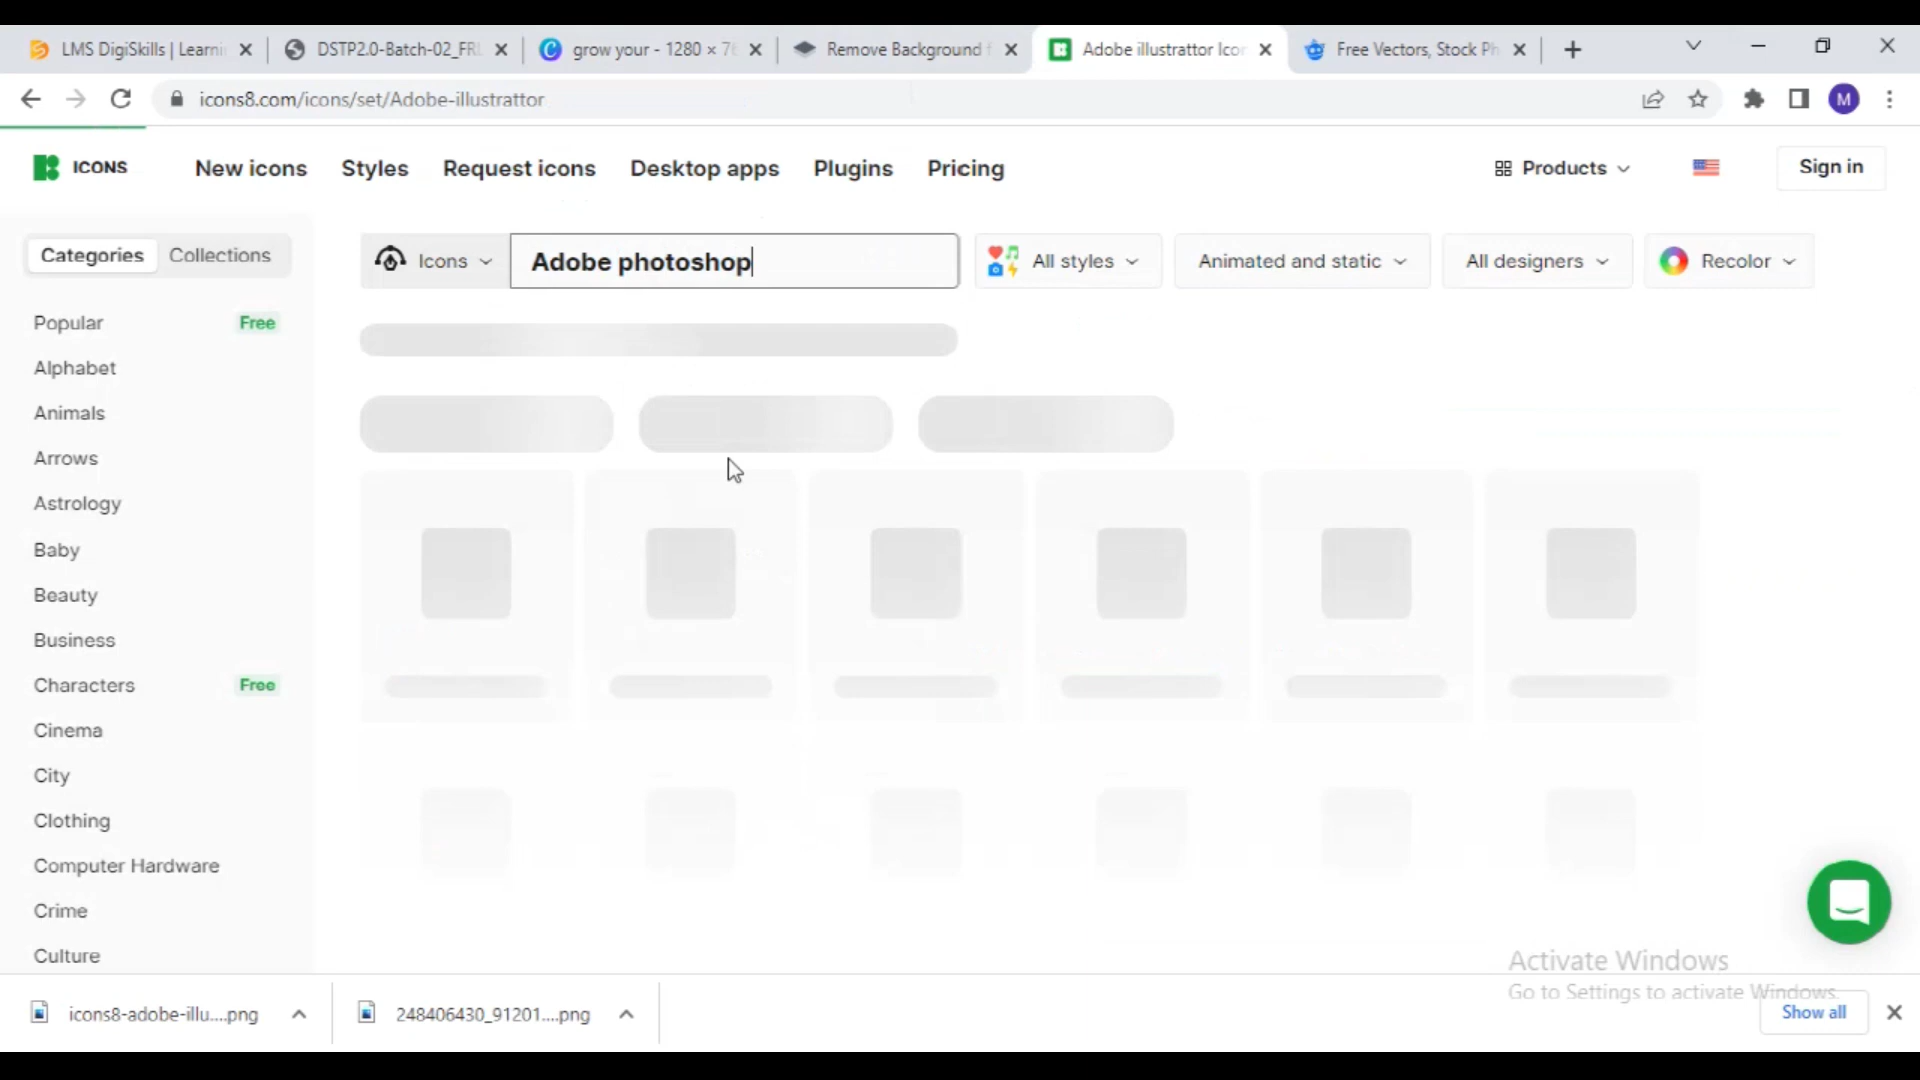 LMS DigiSkills | Learni
DSTP2.0-Batch-02_FRL
grow your - 1280 × 76
Remove Background f
Adobe illustrattor Icon
Free Vectors, Stock Ph
icons8.com/icons/set/Adobe-illustrattor
M
ICONS
New icons
Styles
Request icons
Desktop apps
Plugins
Pricing
Products
Sign in
Categories
Collections
Icons
Adobe photoshop
All styles
Animated and static
All designers
Recolor
Popular
Free
Alphabet
Animals
Arrows
Astrology
Baby
Beauty
Business
Characters
Free
Cinema
City
Clothing
Computer Hardware
Crime
Culture
Activate Windows
Go to Settings to activate Windows.
icons8-adobe-illu....png
248406430_91201....png
Show all